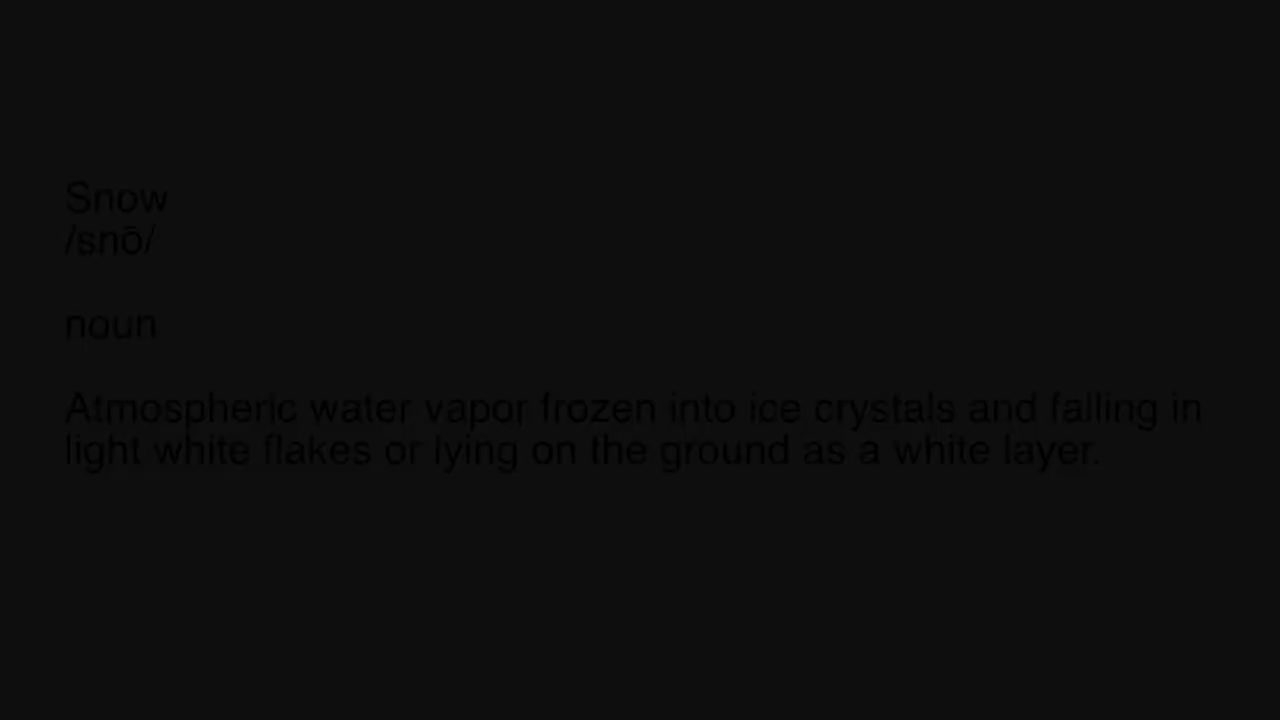 Snow
/snō/
noun
Atmospheric water vapor frozen into ice crystals and falling in
light white flakes or lying on the ground as a white layer.